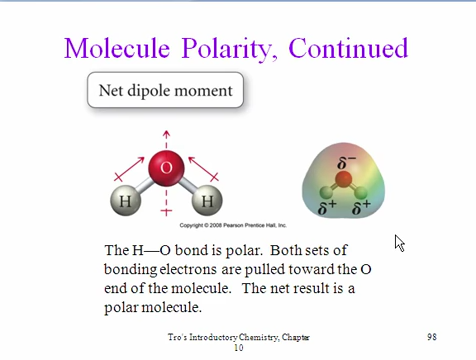 Molecule Polarity, Continued
Net dipole moment
O
H
H
δ−
δ+ δ+
Copyright © 2008 Pearson Prentice Hall, Inc.
The H—O bond is polar. Both sets of
bonding electrons are pulled toward the O
end of the molecule. The net result is a
polar molecule.
Tro's Introductory Chemistry, Chapter
10
98